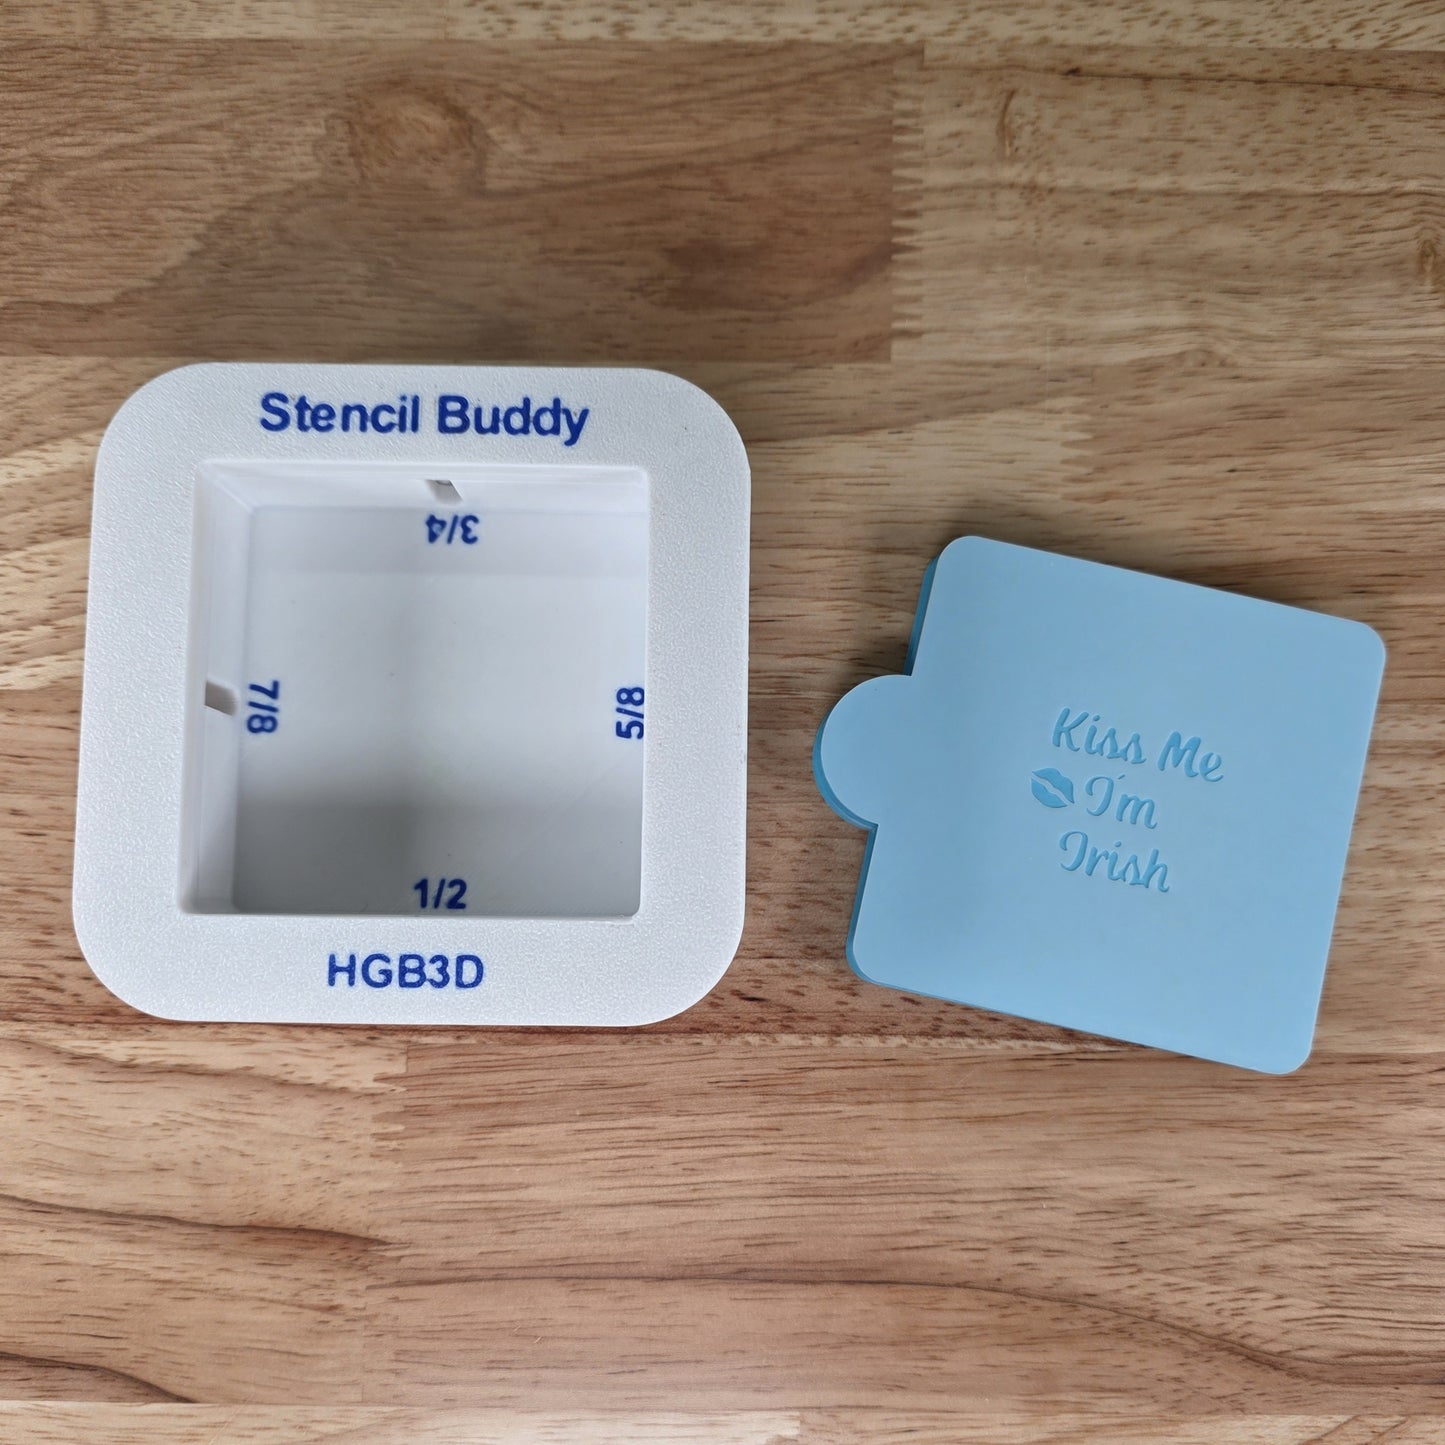 Stencil Buddy
3/4
7/8
5/8
1/2
HGB3D
Kiss Me
I'm
Irish